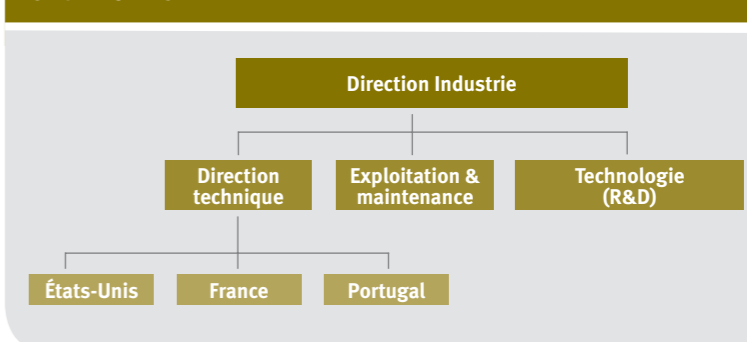 Direction Industrie
Direction
technique
Exploitation &
maintenance
Technologie
(R&D)
États-Unis
France
Portugal